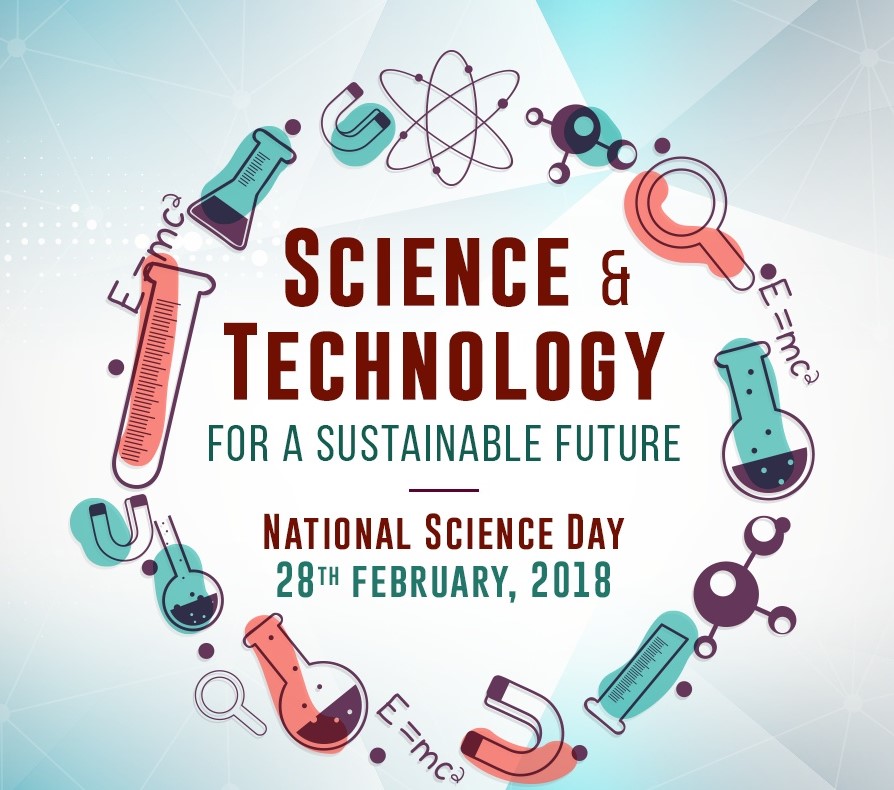 SCIENCE &
TECHNOLOGY
FOR A SUSTAINABLE FUTURE
NATIONAL SCIENCE DAY
28TH FEBRUARY, 2018
E=mc2
E=mc2
E=mc2